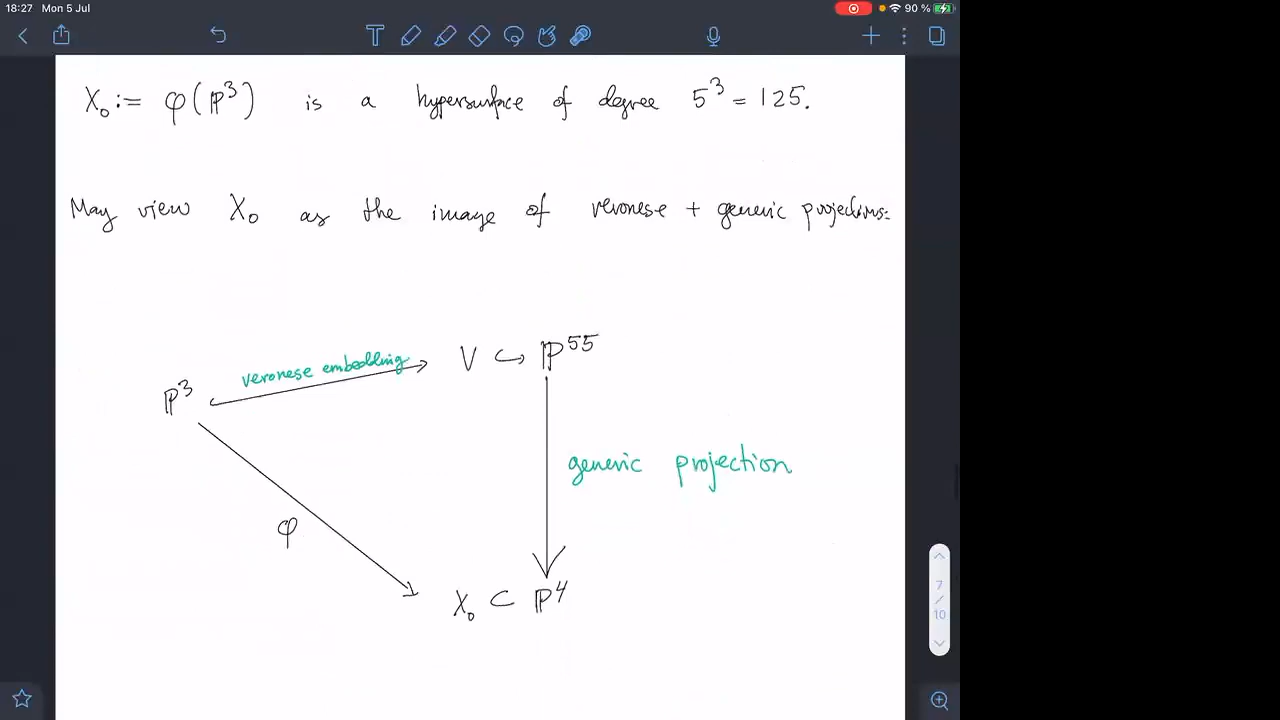 18:27 Mon 5 Jul
90 %
X₀ := φ(ℙ³) is a hypersurface of degree 5³ = 125.
May view X₀ as the image of veronese + generic projections:
veronese embedding
V ↪ ℙ⁵⁵
ℙ³
generic projection
φ
X₀ ⊂ ℙ⁴
7
/
10